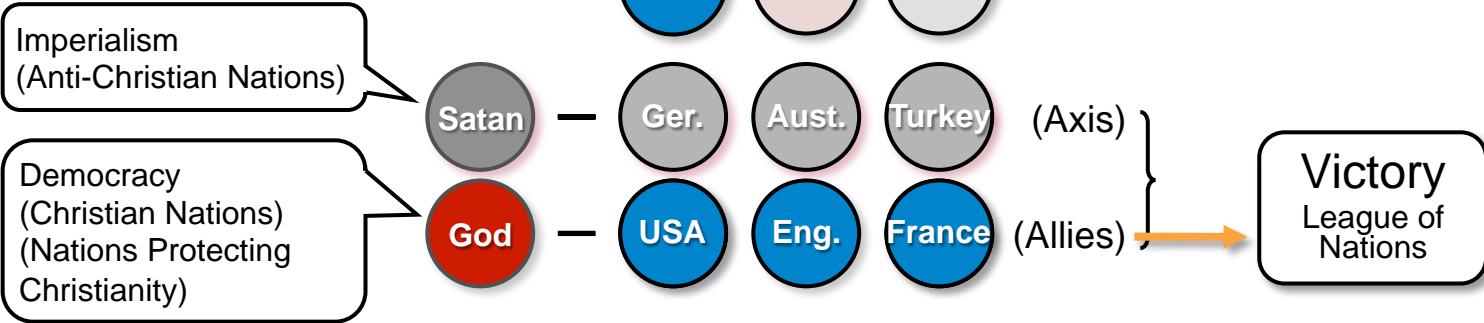 Imperialism
(Anti-Christian Nations)
Satan – Ger. Aust. Turkey (Axis)
Democracy
(Christian Nations)
(Nations Protecting
Christianity)
God – USA Eng. France (Allies)
Victory
League of
Nations